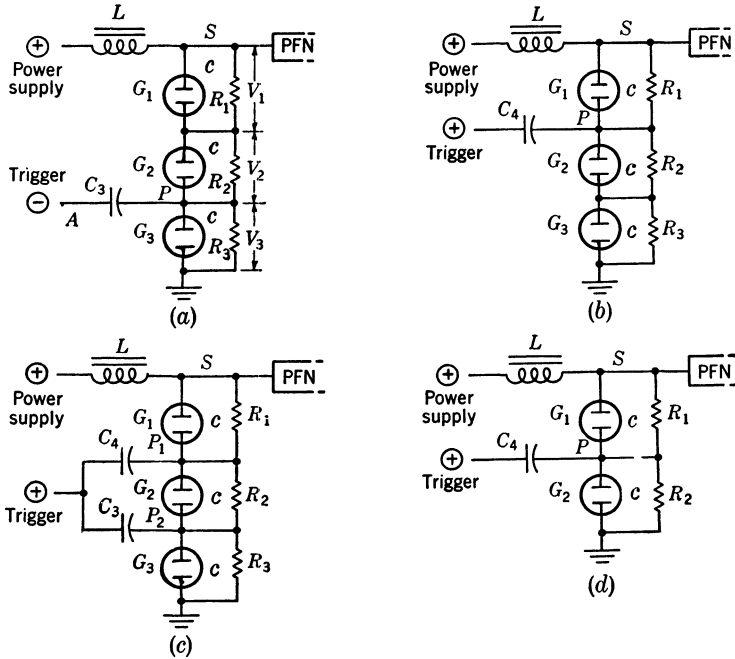 L
S
PFN
Power
supply
G₁
c
R₁
V₁
G₂
c
R₂
V₂
Trigger
C₃
P
A
G₃
c
R₃
V₃
(a)
L
S
PFN
Power
supply
G₁
c
R₁
C₄
P
Trigger
G₂
c
R₂
G₃
c
R₃
(b)
L
S
PFN
Power
supply
G₁
c
R₁
C₄
P₁
Trigger
G₂
c
R₂
C₃
P₂
G₃
c
R₃
(c)
L
S
PFN
Power
supply
G₁
c
R₁
C₄
P
Trigger
G₂
c
R₂
(d)